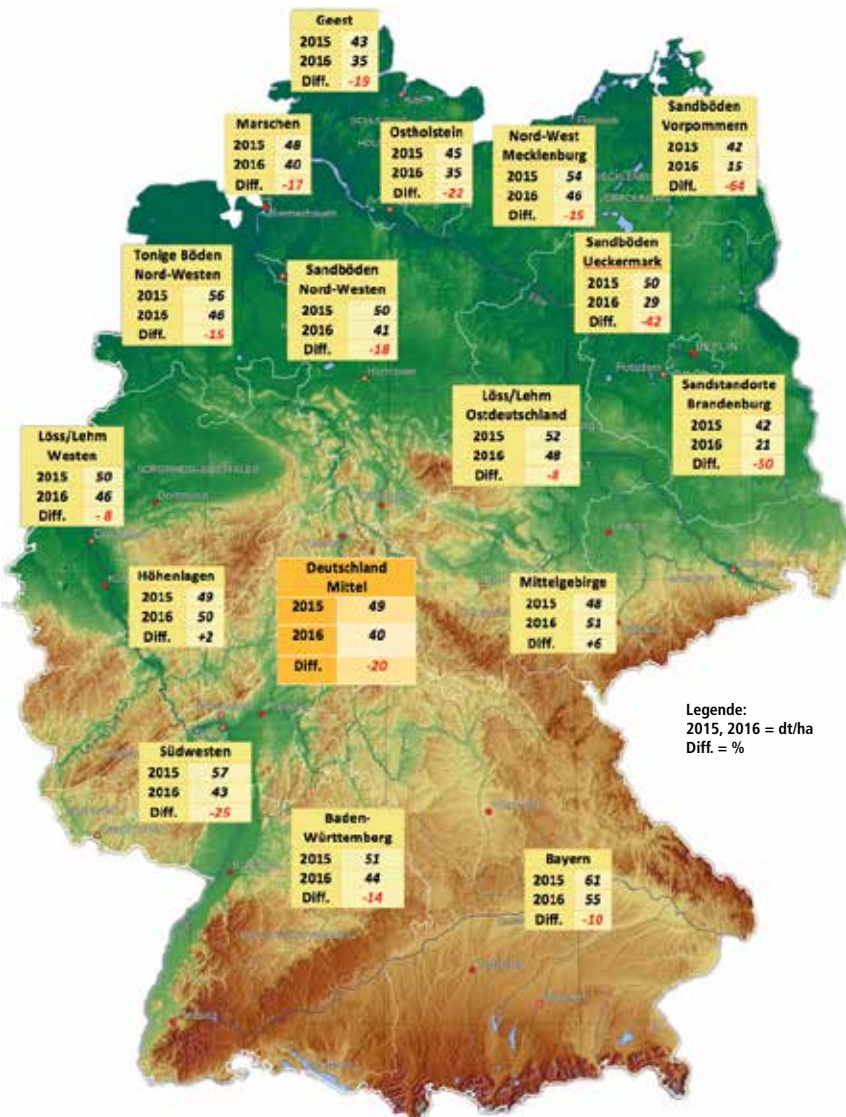 Geest
2015 43
2016 35
Diff. -19
Marschen
2015 48
2016 40
Diff. -17
Ostholstein
2015 45
2016 35
Diff. -22
Nord-West
Mecklenburg
2015 54
2016 46
Diff. -15
Sandböden
Vorpommern
2015 42
2016 15
Diff. -64
Tonige Böden
Nord-Westen
2015 56
2016 46
Diff. -15
Sandböden
Nord-Westen
2015 50
2016 41
Diff. -18
Sandböden
Ueckermark
2015 50
2016 29
Diff. -42
BERLIN
Potsdam
Hannover
Sandstandorte
Brandenburg
2015 42
2016 21
Diff. -50
Löss/Lehm
Ostdeutschland
2015 52
2016 48
Diff. -8
Löss/Lehm
Westen
2015 50
2016 46
Diff. - 8
Dortmund
Höhenlagen
2015 49
2016 50
Diff. +2
Deutschland
Mittel
2015 49
2016 40
Diff. -20
Mittelgebirge
2015 48
2016 51
Diff. +6
Legende:
2015, 2016 = dt/ha
Diff. = %
Südwesten
2015 57
2016 43
Diff. -25
Baden-
Württemberg
2015 51
2016 44
Diff. -14
Bayern
2015 61
2016 55
Diff. -10